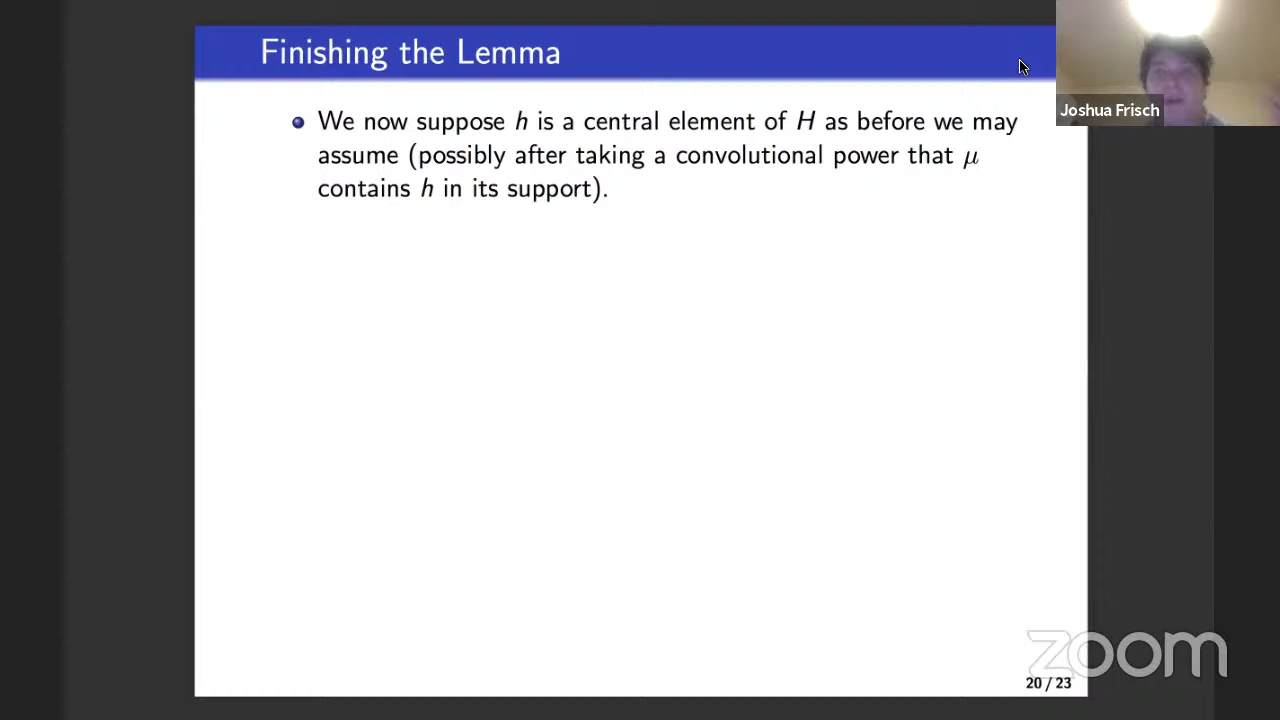 Finishing the Lemma
Joshua Frisch
We now suppose h is a central element of H as before we may
assume (possibly after taking a convolutional power that μ
contains h in its support).
zoom
20 / 23